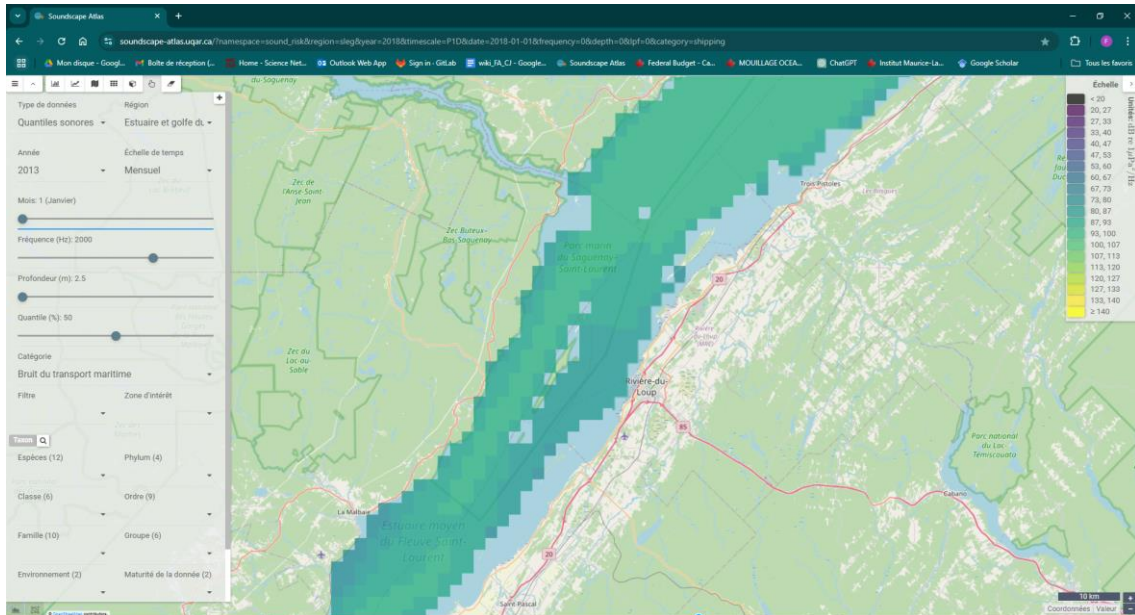 Soundscape Atlas
soundscape-atlas.uqar.ca/?namespace=sound_risk&region=sleg&year=2018&timescale=P1D&date=2018-01-01&frequency=0&depth=0&lpf=0&category=shipping
Mon disque - Googl...
Boîte de réception (...
Home - Science Net...
Outlook Web App
Sign in · GitLab
wiki_FA_CJ - Google...
Soundscape Atlas
Federal Budget - Ca...
MOUILLAGE OCEA...
ChatGPT
Institut Maurice-La...
Google Scholar
Tous les favoris
Type de données
Région
Quantiles sonores
Estuaire et golfe du
Année
Échelle de temps
2013
Mensuel
Mois: 1 (Janvier)
Fréquence (Hz): 2000
Profondeur (m): 2.5
Quantile (%): 50
Catégorie
Bruit du transport maritime
Filtre
Zone d'intérêt
Taxon
Espèces (12)
Phylum (4)
Classe (6)
Ordre (9)
Famille (10)
Groupe (6)
Environnement (2)
Maturité de la donnée (2)
du-Saguenay
Zec de
l'Anse-Saint
Jean
Zec Buteux-
Bas Saguenay
Zec du
Lac-au-
Sable
Parc marin
du Saguenay–
Saint-Laurent
Trois-Pistoles
Les Basques
20
Rivière-du-
Loup
85
Parc national
du Lac-
Témiscouata
Cabano
La Malbaie
Estuaire moyen
du Fleuve Saint-
Laurent
20
Saint-Pascal
Échelle
< 20
20, 27
27, 33
33, 40
40, 47
47, 53
53, 60
60, 67
67, 73
73, 80
80, 87
87, 93
93, 100
100, 107
107, 113
113, 120
120, 127
127, 133
133, 140
≥ 140
Unités: dB re 1μPa²/Hz
10 km
Coordonnées | Valeur